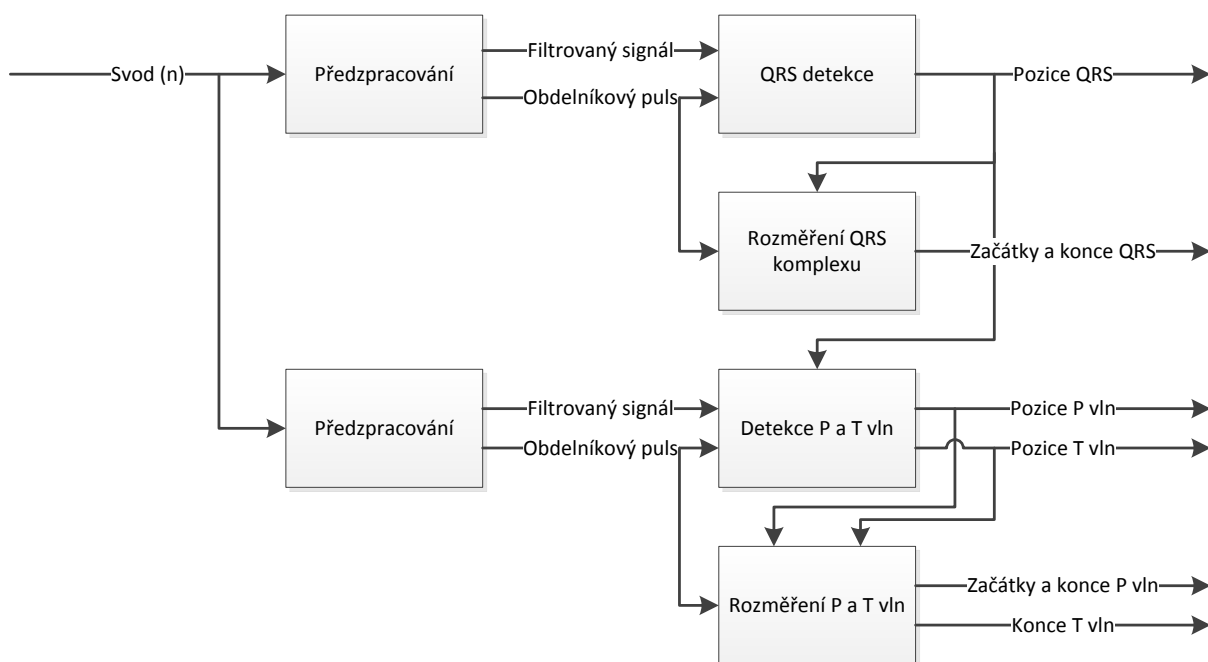 Svod (n)
Předzpracování
Filtrovaný signál
Obdelníkový puls
QRS detekce
Pozice QRS
Rozměření QRS
komplexu
Začátky a konce QRS
Předzpracování
Filtrovaný signál
Obdelníkový puls
Detekce P a T vln
Pozice P vln
Pozice T vln
Rozměření P a T vln
Začátky a konce P vln
Konce T vln